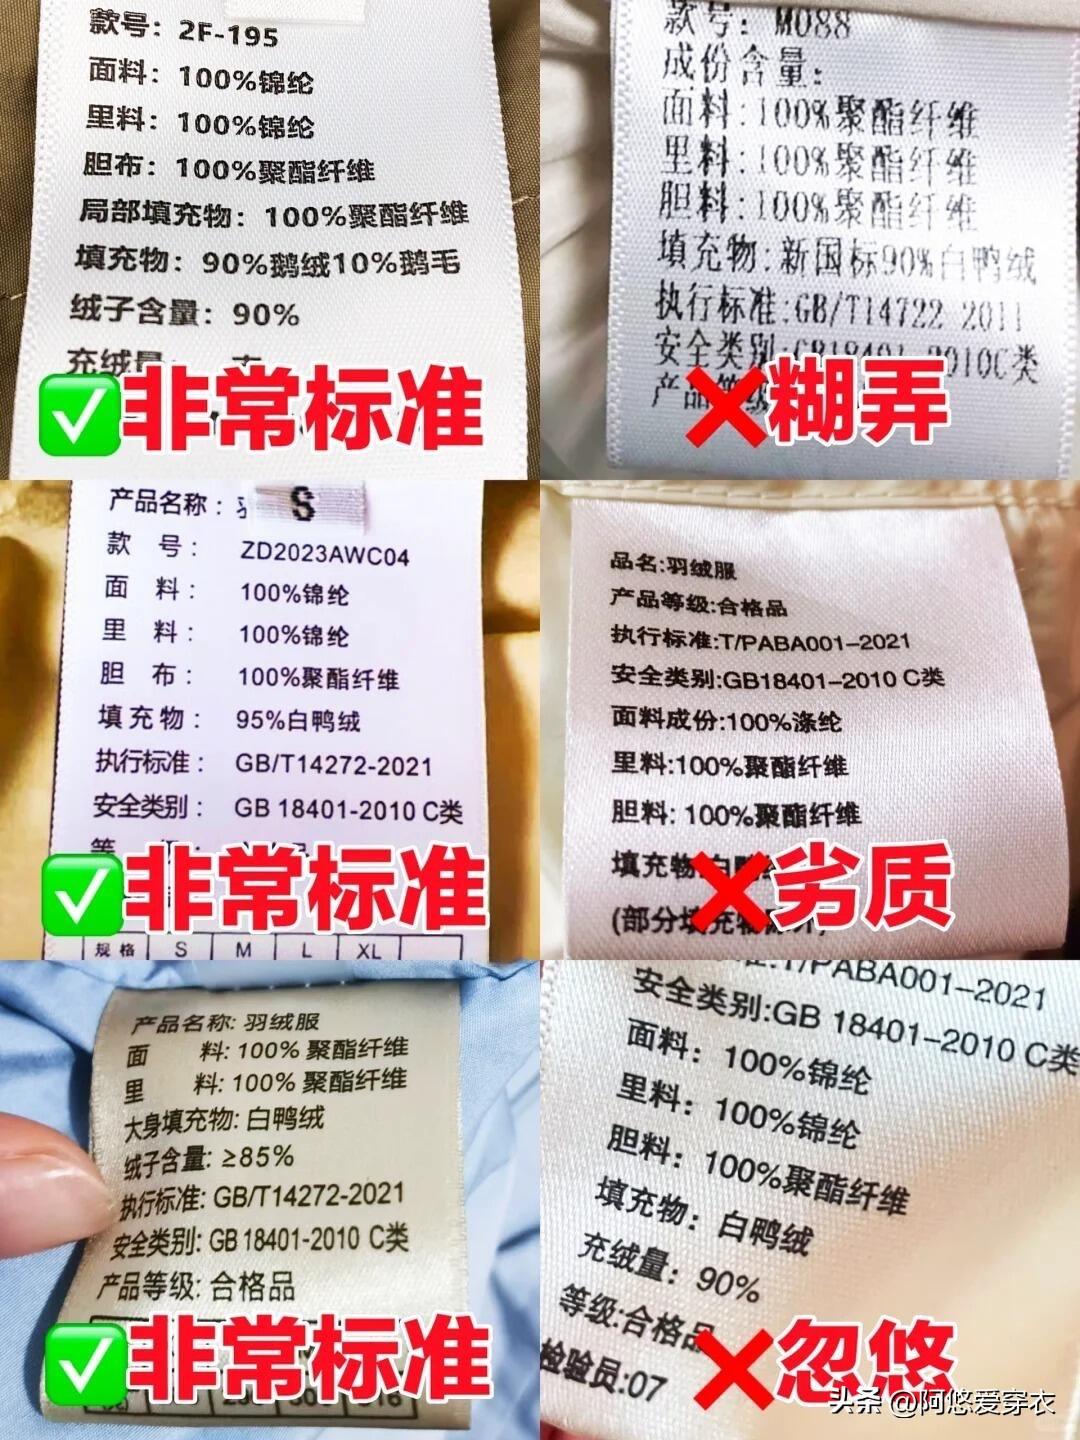 款号：2F-195
面料：100%锦纶
里料：100%锦纶
胆布：100%聚酯纤维
局部填充物：100%聚酯纤维
填充物：90%鹅绒10%鹅毛
绒子含量：90%
充绒量：
非常标准
款号：M088
成份含量：
面料：100%聚酯纤维
里料：100%聚酯纤维
胆料：100%聚酯纤维
填充物：新国标90%白鸭绒
执行标准:GB/T14722 2011
安全类别:GB18401-2010C类
糊弄
产品名称：
S
款 号： ZD2023AWC04
面 料： 100%锦纶
里 料： 100%锦纶
胆 布： 100%聚酯纤维
填充物： 95%白鸭绒
执行标准： GB/T14272-2021
安全类别： GB 18401-2010 C类
非常标准
规格 S M L XL
品名:羽绒服
产品等级:合格品
执行标准:T/PABA001-2021
安全类别:GB18401-2010 C类
面料成份:100%涤纶
里料:100%聚酯纤维
胆料: 100%聚酯纤维
填充物
劣质
(部分填充物
产品名称: 羽绒服
面 料: 100% 聚酯纤维
里 料: 100% 聚酯纤维
大身填充物: 白鸭绒
绒子含量: ≥85%
执行标准: GB/T14272-2021
安全类别: GB 18401-2010 C类
产品等级: 合格品
非常标准
T/PABA001-2021
安全类别:GB 18401-2010 C类
面料：100%锦纶
里料：100%锦纶
胆料：100%聚酯纤维
填充物：白鸭绒
充绒量：90%
等级:合格品
检验员:07
忽悠
头条 @阿悠爱穿衣